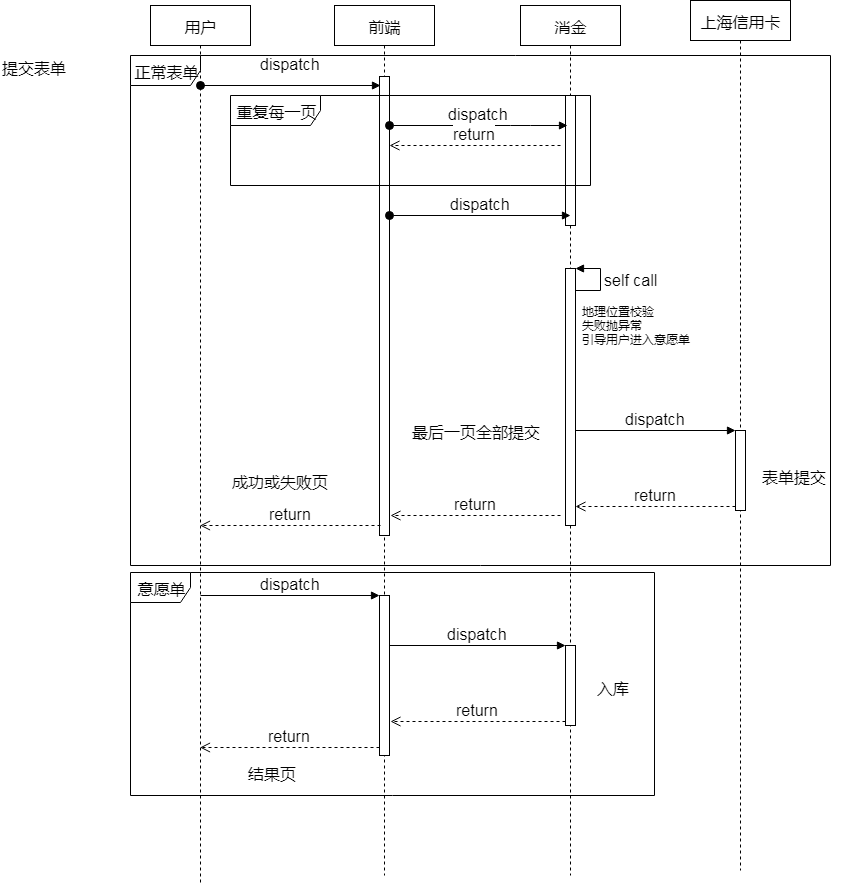 用户
前端
消金
上海信用卡
提交表单
正常表单
dispatch
重复每一页
dispatch
return
dispatch
self call
地理位置校验
失败抛异常
引导用户进入意愿单
dispatch
最后一页全部提交
表单提交
成功或失败页
return
return
return
意愿单
dispatch
dispatch
入库
return
return
结果页